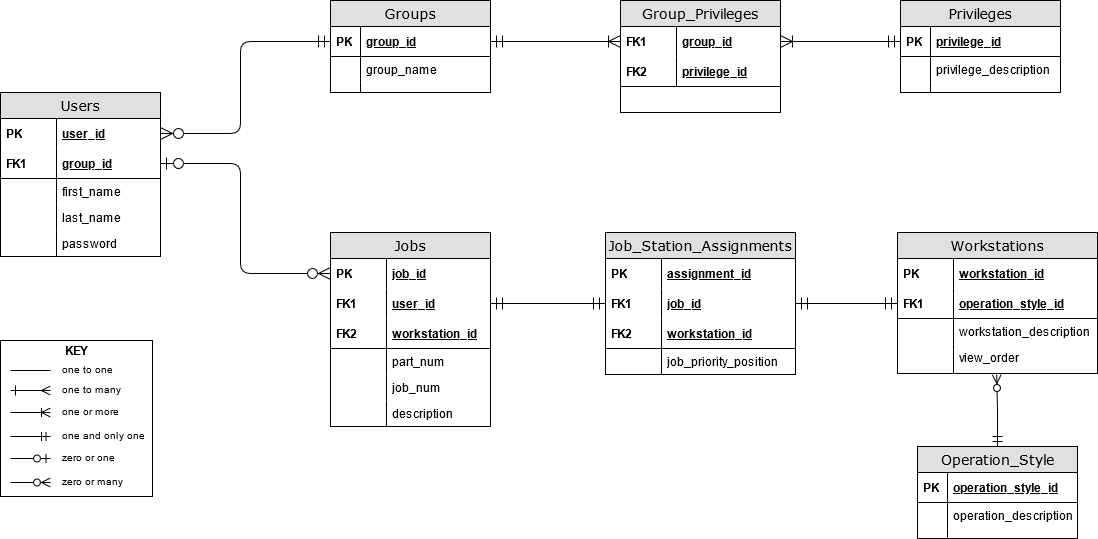 Groups
PK group_id
group_name
Group_Privileges
FK1 group_id
FK2 privilege_id
Privileges
PK privilege_id
privilege_description
Users
PK user_id
FK1 group_id
first_name
last_name
password
Jobs
PK job_id
FK1 user_id
FK2 workstation_id
part_num
job_num
description
Job_Station_Assignments
PK assignment_id
FK1 job_id
FK2 workstation_id
job_priority_position
Workstations
PK workstation_id
FK1 operation_style_id
workstation_description
view_order
KEY
one to one
one to many
one or more
one and only one
zero or one
zero or many
Operation_Style
PK operation_style_id
operation_description